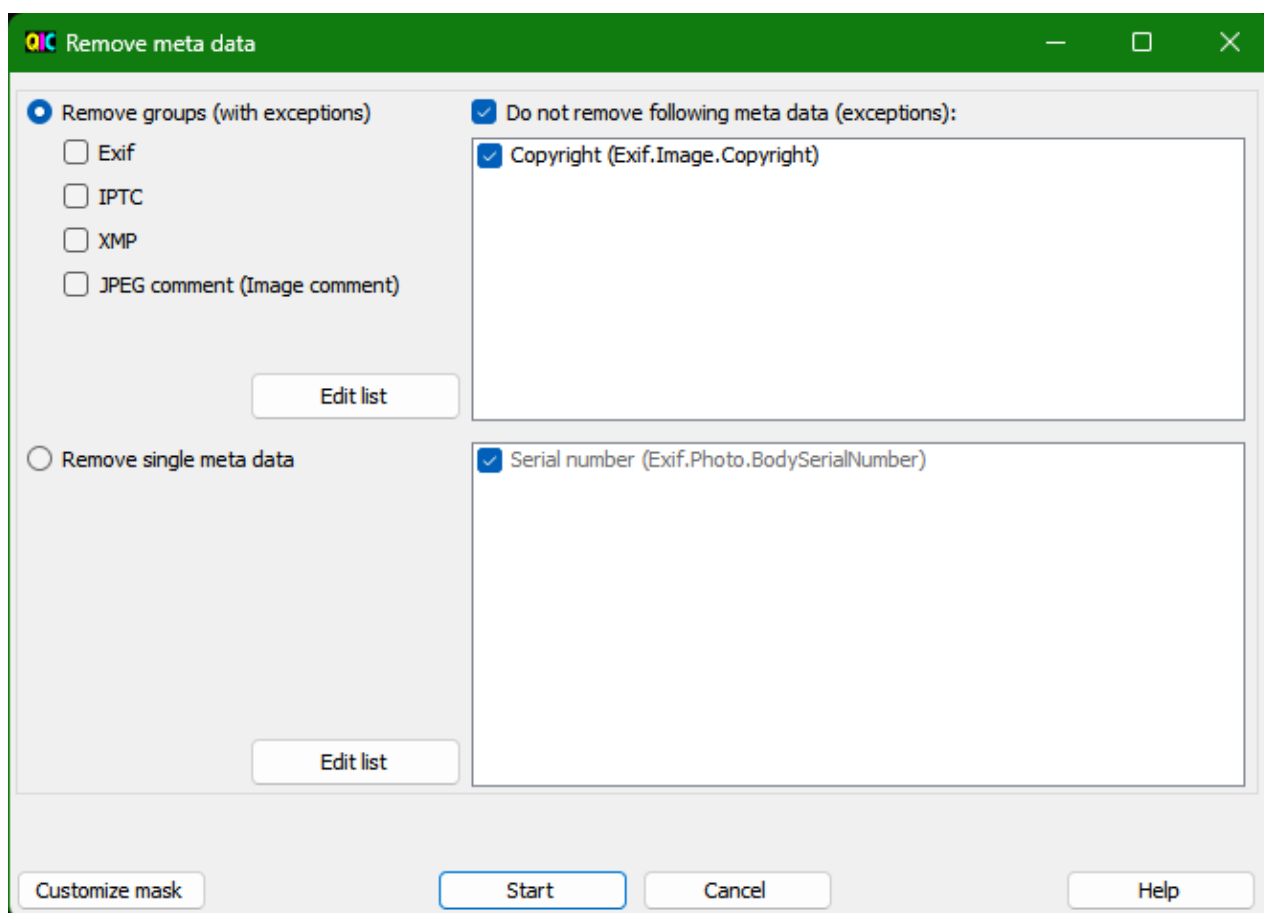 QIC Remove meta data
Remove groups (with exceptions)
Exif
IPTC
XMP
JPEG comment (Image comment)
Edit list
Do not remove following meta data (exceptions):
Copyright (Exif.Image.Copyright)
Remove single meta data
Edit list
Serial number (Exif.Photo.BodySerialNumber)
Customize mask
Start
Cancel
Help